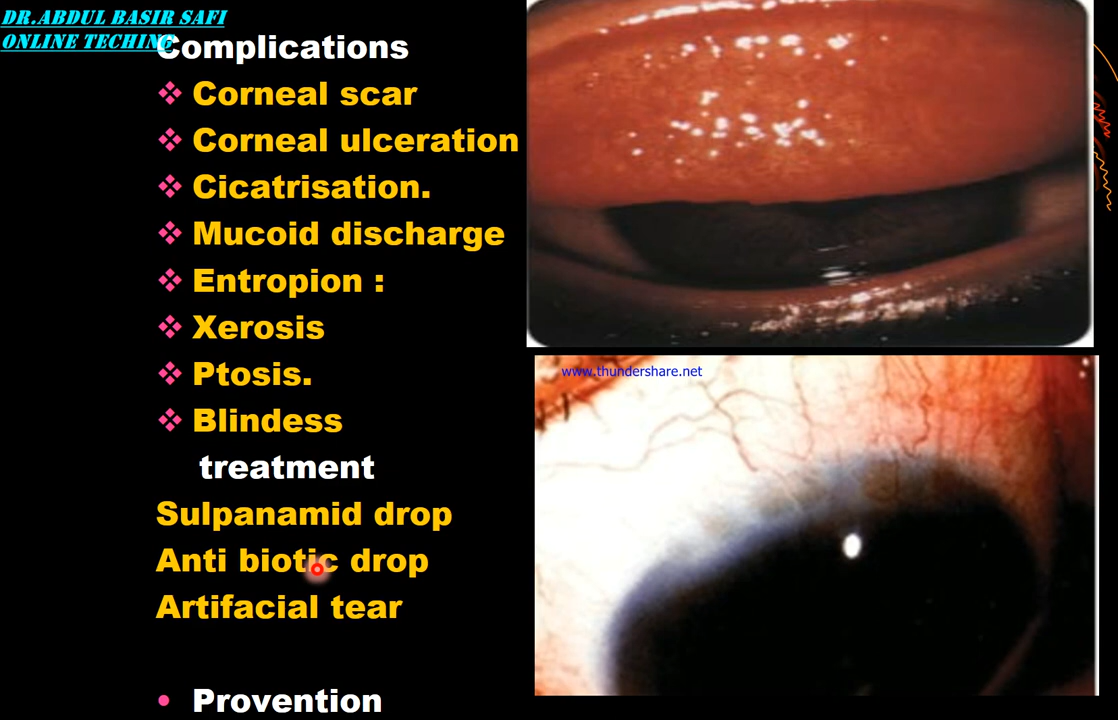 DR.ABDUL BASIR SAFI
ONLINE TECHING
Complications
❖ Corneal scar
❖ Corneal ulceration
❖ Cicatrisation.
❖ Mucoid discharge
❖ Entropion :
❖ Xerosis
❖ Ptosis.
❖ Blindess
treatment
Sulpanamid drop
Anti biotic drop
Artifacial tear
• Provention
www.thundershare.net